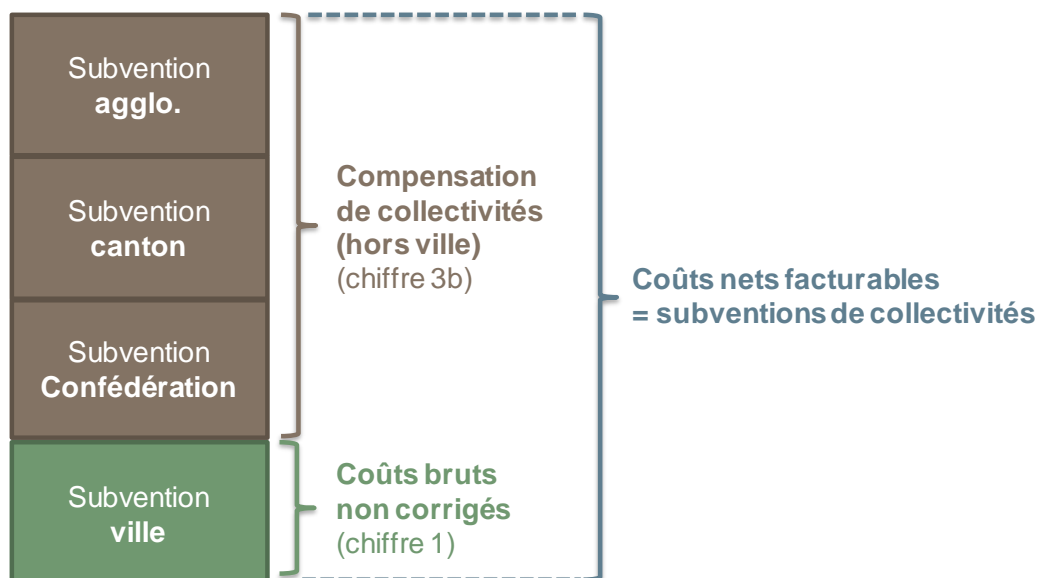 Subvention
agglo.
Subvention
canton
Subvention
Confédération
Subvention
ville
Compensation
de collectivités
(hors ville)
(chiffre 3b)
Coûts bruts
non corrigés
(chiffre 1)
Coûts nets facturables
= subventions de collectivités